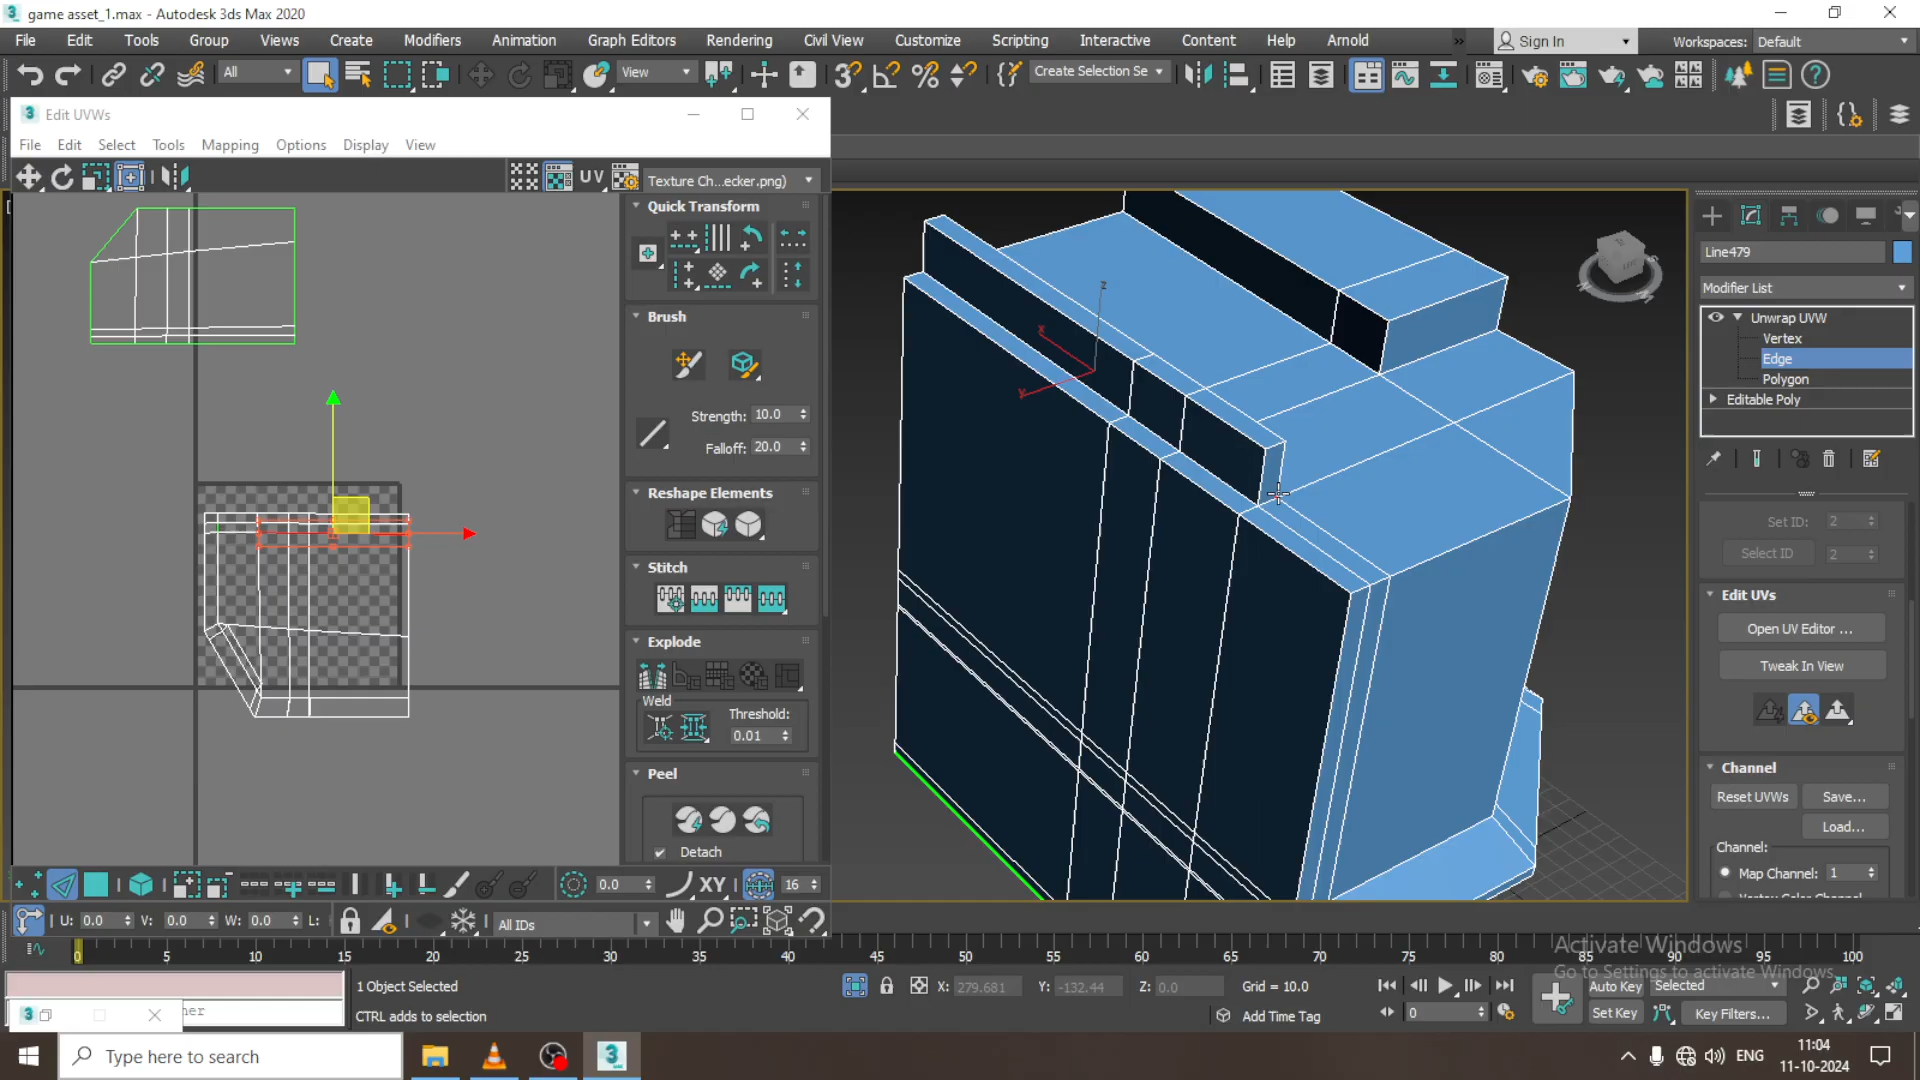 game asset_1.max - Autodesk 3ds Max 2020
File Edit Tools Group Views Create Modifiers Animation Graph Editors Rendering Civil View Customize Scripting Interactive Content Help Arnold Sign In Workspaces: Default
All View Create Selection Se
Edit UVWs
File Edit Select Tools Mapping Options Display View
UV Texture Ch...ecker.png)
Quick Transform
Brush
Strength: 10.0
Falloff: 20.0
Reshape Elements
Stitch
Explode
Weld
Threshold:
0.01
Peel
Detach
0.0 XY 16
U: 0.0 V: 0.0 W: 0.0 L: All IDs
Line479
Modifier List
Unwrap UVW
Vertex
Edge
Polygon
Editable Poly
Set ID: 2
Select ID 2
Edit UVs
Open UV Editor ...
Tweak In View
Channel
Reset UVWs Save...
Load...
Channel:
Map Channel: 1
Vertex Color Channel
0 5 10 15 20 25 30 35 40 45 50 55 60 65 70 75 80 85 90 95 100
Activate Windows
Go to Settings to activate Windows.
1 Object Selected
CTRL adds to selection
X: 279.681 Y: -132.44 Z: 0.0 Grid = 10.0
Add Time Tag
0
Auto Key Selected
Set Key Key Filters...
Type here to search
ENG
11:04
11-10-2024